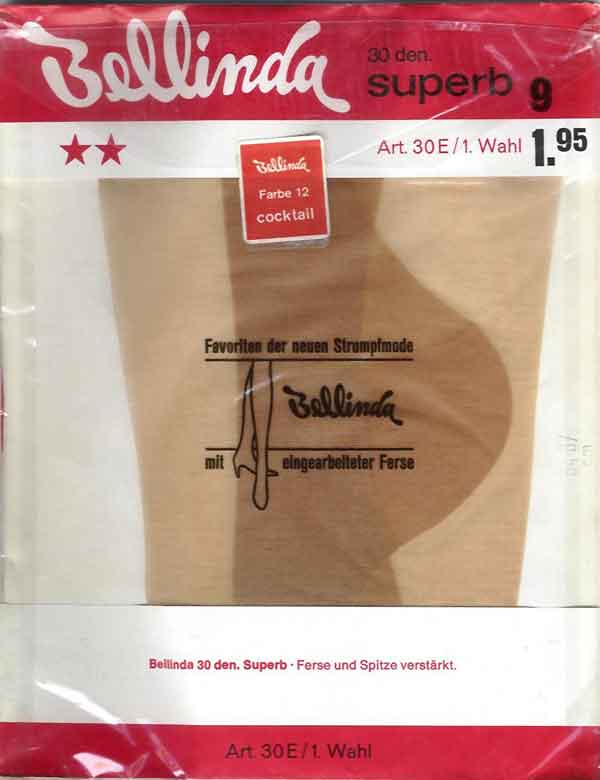 Bellinda
30 den.
superb 9
Art. 30 E / 1. Wahl 1.95
Bellinda
Farbe 12
cocktail
Favoriten der neuen Strumpfmode
Bellinda
mit eingearbeiteter Ferse
Bellinda 30 den. Superb · Ferse und Spitze verstärkt.
Art. 30 E / 1. Wahl